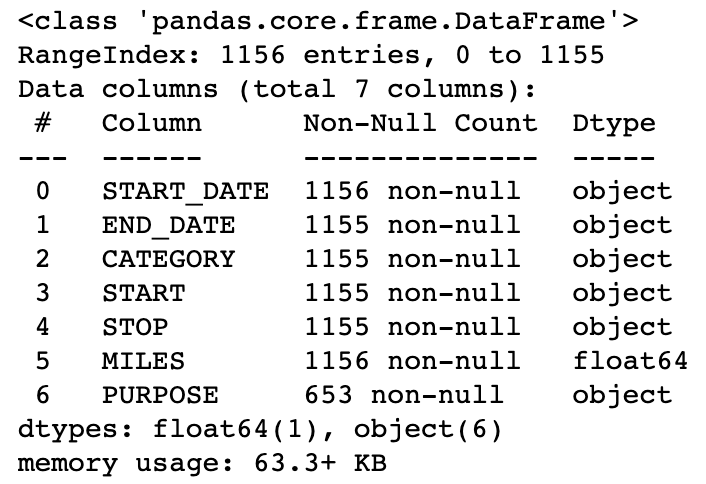 <class 'pandas.core.frame.DataFrame'>
RangeIndex: 1156 entries, 0 to 1155
Data columns (total 7 columns):
 #   Column      Non-Null Count  Dtype
---  ------      --------------  -----
 0   START_DATE  1156 non-null   object
 1   END_DATE    1155 non-null   object
 2   CATEGORY    1155 non-null   object
 3   START       1155 non-null   object
 4   STOP        1155 non-null   object
 5   MILES       1156 non-null   float64
 6   PURPOSE     653 non-null    object
dtypes: float64(1), object(6)
memory usage: 63.3+ KB